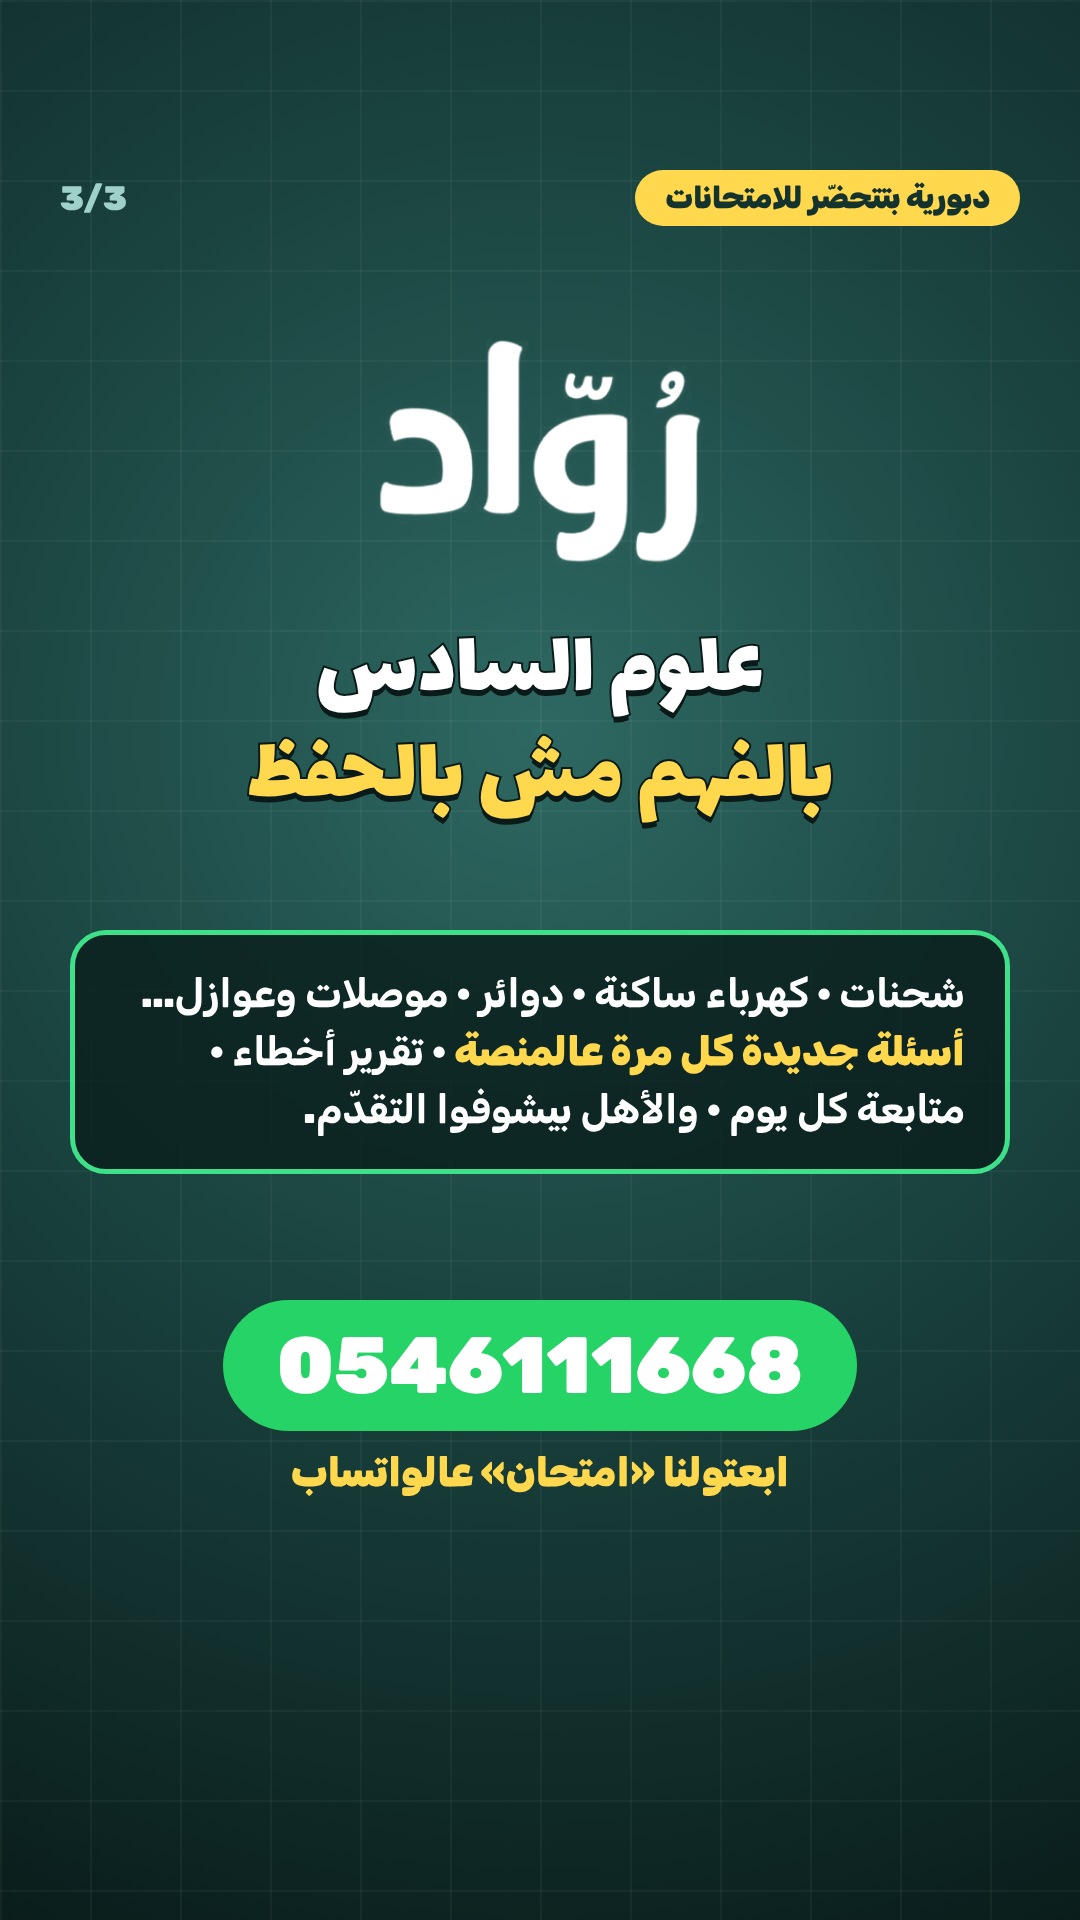 دبورية بتتحضّر للامتحانات
3/3
رُوّاد
علوم السادس
بالفهم مش بالحفظ
شحنات • كهرباء ساكنة • دوائر • موصلات وعوازل...
أسئلة جديدة كل مرة عالمنصة • تقرير أخطاء •
متابعة كل يوم • والأهل بيشوفوا التقدّم.
0546111668
ابعتولنا «امتحان» عالواتساب